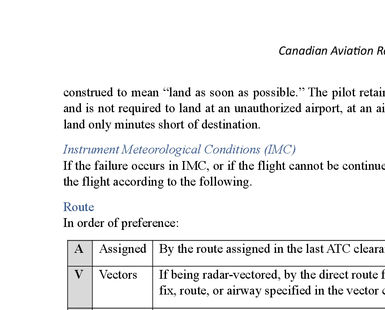 Canadian Aviation R
construed to mean “land as soon as possible.” The pilot retai
and is not required to land at an unauthorized airport, at an ai
land only minutes short of destination.
Instrument Meteorological Conditions (IMC)
If the failure occurs in IMC, or if the flight cannot be continue
the flight according to the following.
Route
In order of preference:
A Assigned By the route assigned in the last ATC cleara
V Vectors If being radar-vectored, by the direct route f
fix, route, or airway specified in the vector c